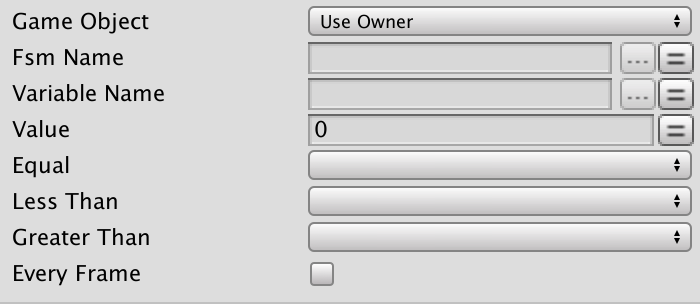 Game Object Use Owner
Fsm Name ...
Variable Name ...
Value 0
Equal
Less Than
Greater Than
Every Frame